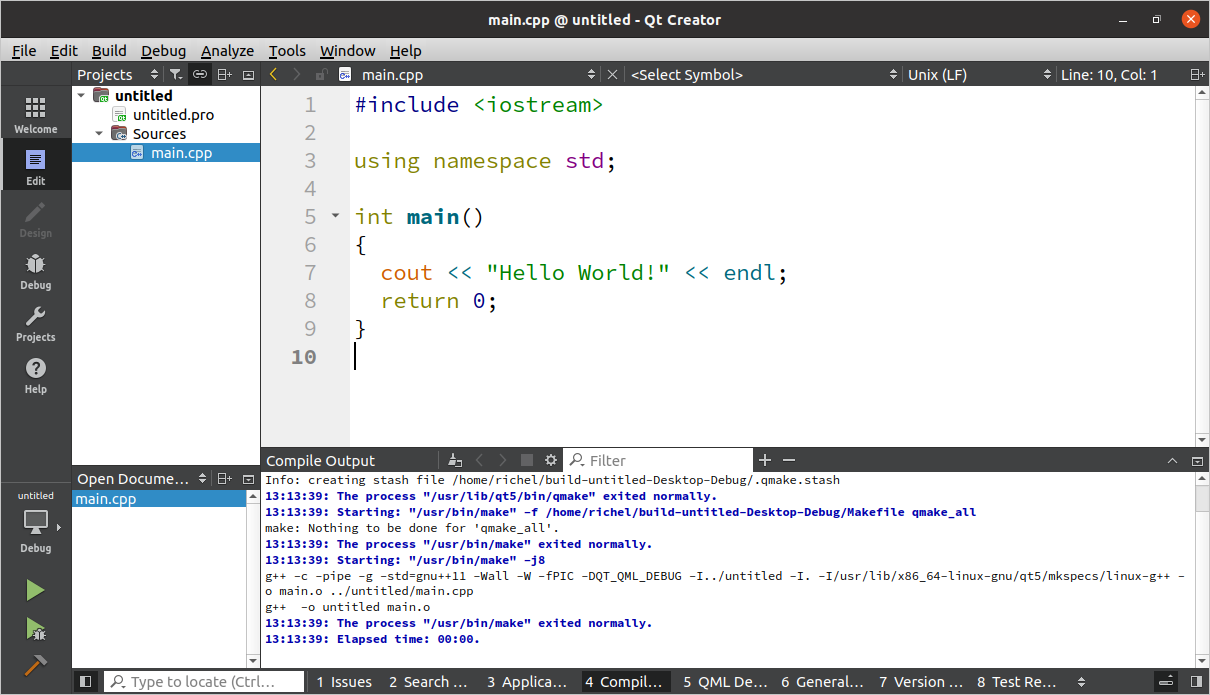 main.cpp @ untitled - Qt Creator
File Edit Build Debug Analyze Tools Window Help
Projects
main.cpp
<Select Symbol>
Unix (LF)
Line: 10, Col: 1
Welcome
Edit
Design
Debug
Projects
Help
untitled
untitled.pro
Sources
main.cpp
1 #include <iostream>
2
3 using namespace std;
4
5 int main()
6 {
7 cout << "Hello World!" << endl;
8 return 0;
9 }
10
Open Docume...
main.cpp
untitled
Debug
Compile Output
Filter
Info: creating stash file /home/richel/build-untitled-Desktop-Debug/.qmake.stash
13:13:39: The process "/usr/lib/qt5/bin/qmake" exited normally.
13:13:39: Starting: "/usr/bin/make" -f /home/richel/build-untitled-Desktop-Debug/Makefile qmake_all
make: Nothing to be done for 'qmake_all'.
13:13:39: The process "/usr/bin/make" exited normally.
13:13:39: Starting: "/usr/bin/make" -j8
g++ -c -pipe -g -std=gnu++11 -Wall -W -fPIC -DQT_QML_DEBUG -I../untitled -I. -I/usr/lib/x86_64-linux-gnu/qt5/mkspecs/linux-g++ -
o main.o ../untitled/main.cpp
g++  -o untitled main.o
13:13:39: The process "/usr/bin/make" exited normally.
13:13:39: Elapsed time: 00:00.
Type to locate (Ctrl...
1 Issues
2 Search ...
3 Applica...
4 Compil...
5 QML De...
6 General...
7 Version ...
8 Test Re...